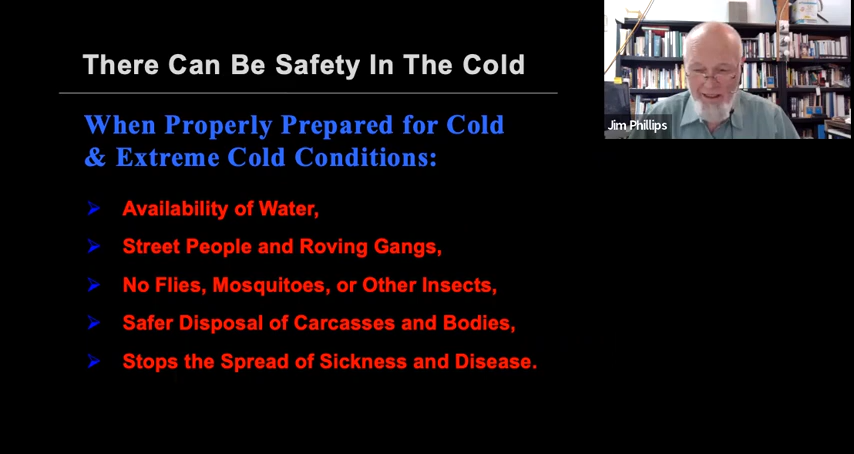 There Can Be Safety In The Cold
When Properly Prepared for Cold
& Extreme Cold Conditions:
Availability of Water,
Street People and Roving Gangs,
No Flies, Mosquitoes, or Other Insects,
Safer Disposal of Carcasses and Bodies,
Stops the Spread of Sickness and Disease.
Jim Phillips